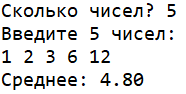 Сколько чисел? 5
Введите 5 чисел:
1 2 3 6 12
Среднее: 4.80